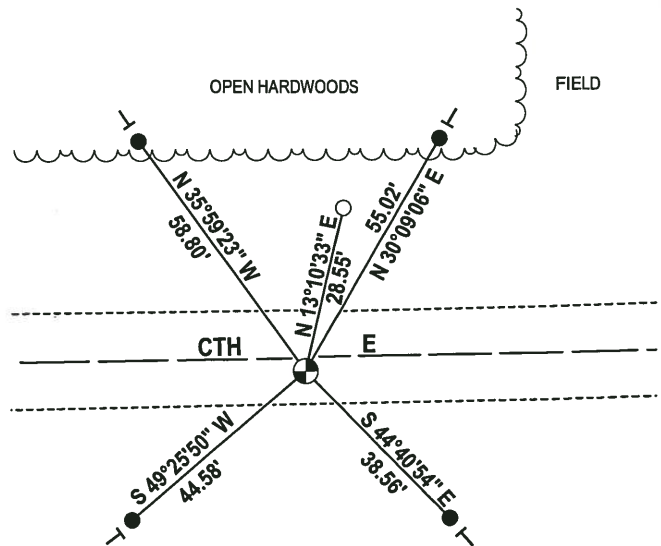 OPEN HARDWOODS
FIELD
N 35°59'23" W
58.80'
N 13°10'33" E
28.55'
55.02'
N 30°09'06" E
CTH E
S 49°25'50" W
44.58'
S 44°40'54" E
38.56'